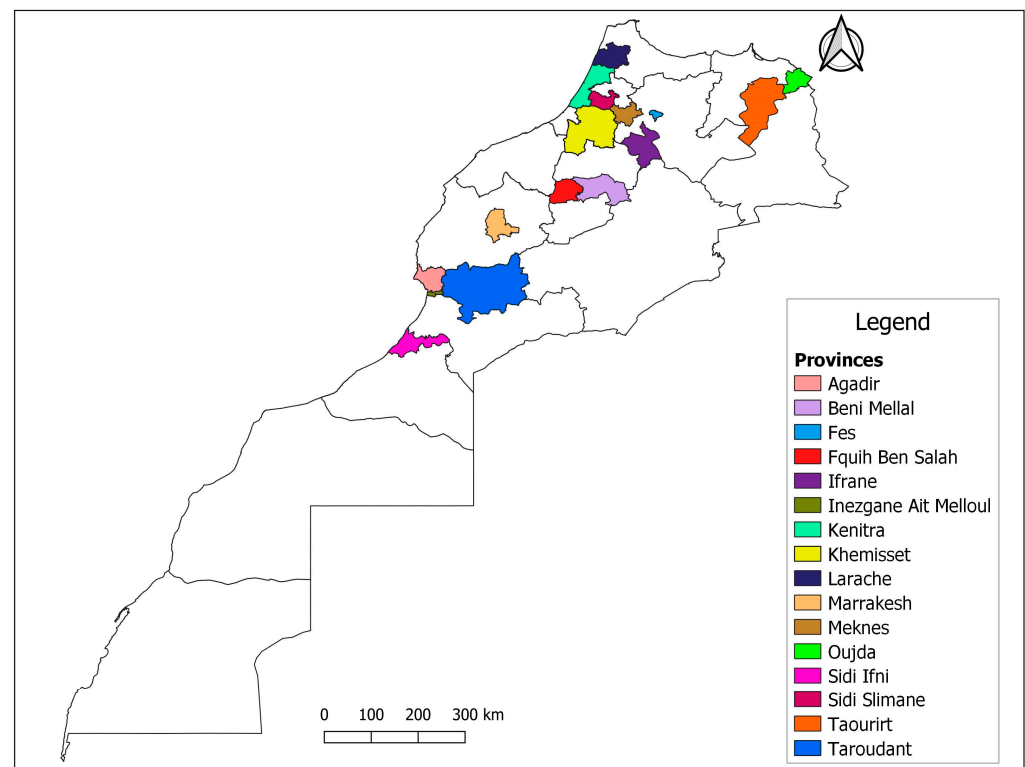 Legend
Provinces
Agadir
Beni Mellal
Fes
Fquih Ben Salah
Ifrane
Inezgane Ait Melloul
Kenitra
Khemisset
Larache
Marrakesh
Meknes
Oujda
Sidi Ifni
Sidi Slimane
Taourirt
Taroudant
0 100 200 300 km